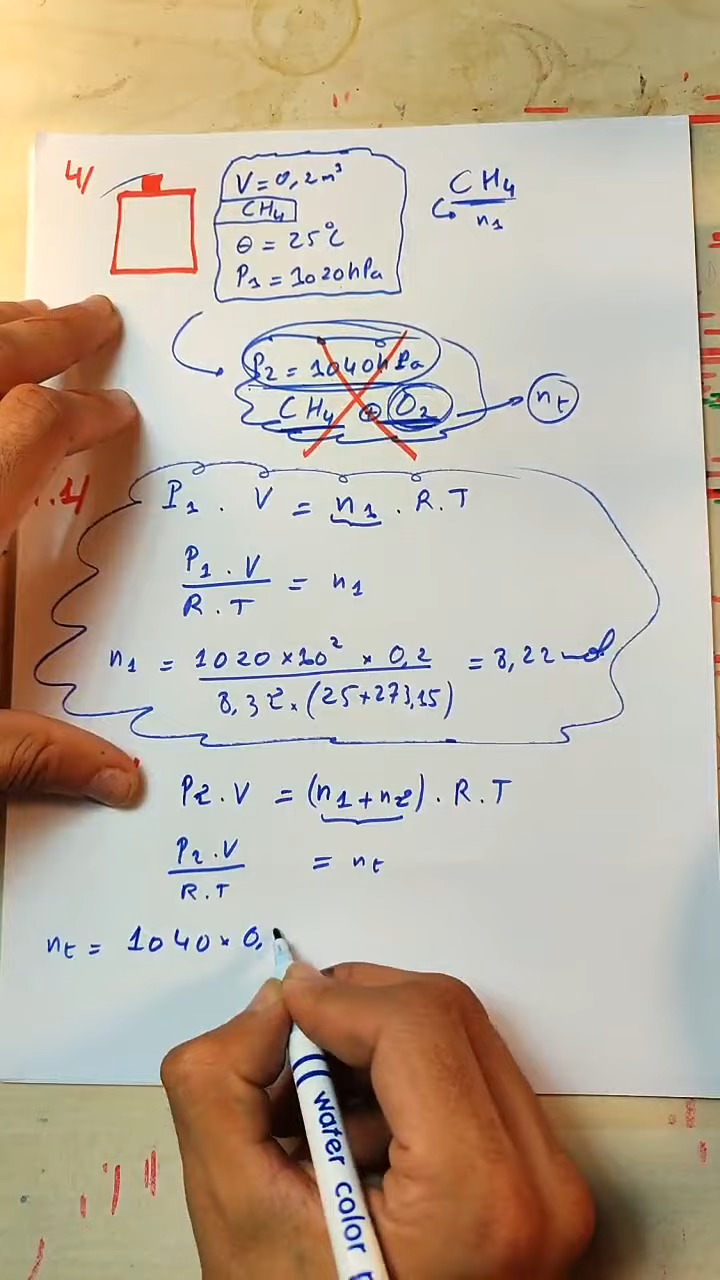 4/
V = 0,2 m³
CH₄
θ = 25°C
P₁ = 1020 hPa
CH₄
n₁
P₂ = 1040 hPa
CH₄ ⊕ O₂
nt
.1/
P₁ . V = n₁ . R.T
P₁ . V / R . T = n₁
n₁ = 1020 × 10² × 0,2 / 8,32 × (25+273,15) = 8,22 mol
P₂ . V = (n₁ + n₂) . R . T
P₂ . V / R . T = nt
nt = 1040 × 0,
water color